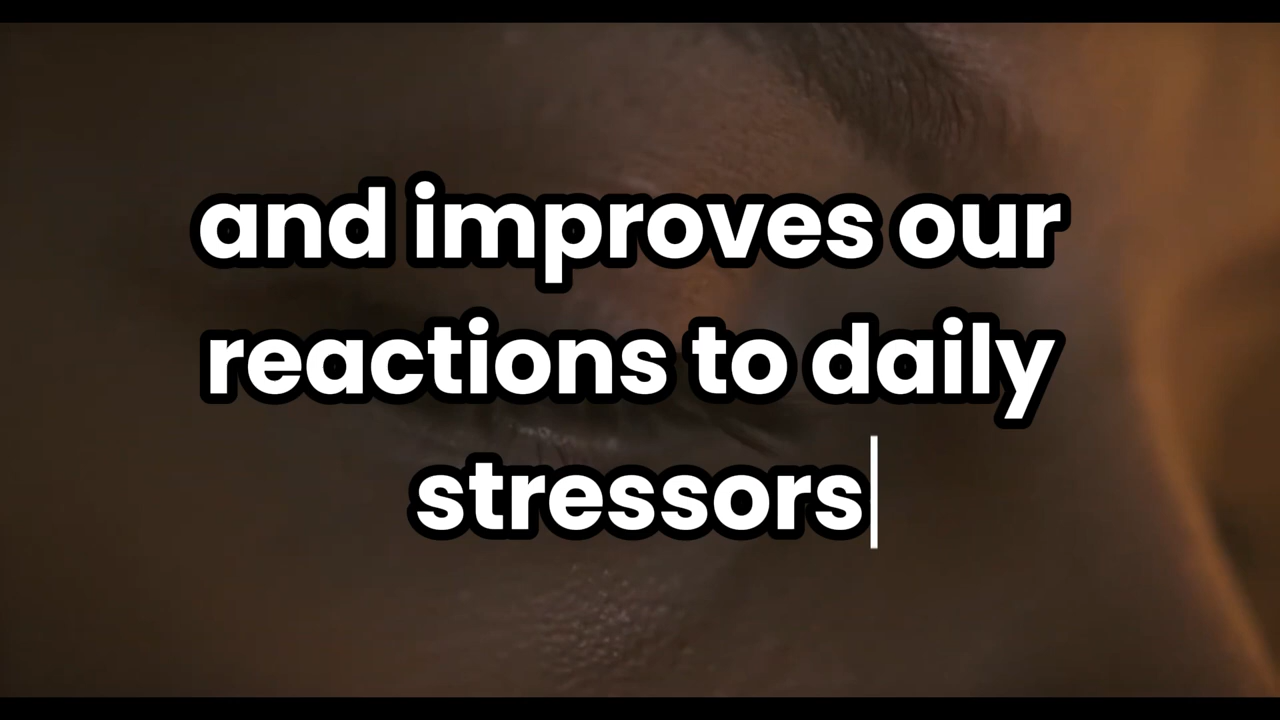 and improves our
reactions to daily
stressors